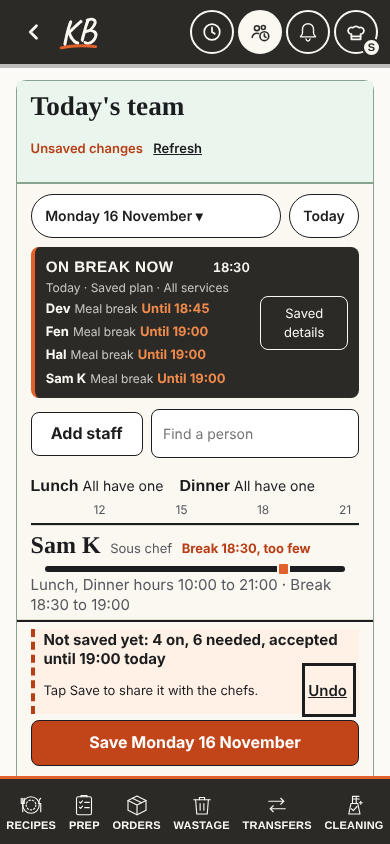 KB
S
Today's team
Unsaved changes Refresh
Monday 16 November ▾ Today
ON BREAK NOW 18:30
Today · Saved plan · All services
Dev Meal break Until 18:45
Fen Meal break Until 19:00
Hal Meal break Until 19:00
Sam K Meal break Until 19:00
Saved
details
Add staff Find a person
Lunch All have one Dinner All have one
12 15 18 21
Sam K Sous chef Break 18:30, too few
Lunch, Dinner hours 10:00 to 21:00 · Break
18:30 to 19:00
Not saved yet: 4 on, 6 needed, accepted
until 19:00 today
Tap Save to share it with the chefs. Undo
Save Monday 16 November
RECIPES PREP ORDERS WASTAGE TRANSFERS CLEANING